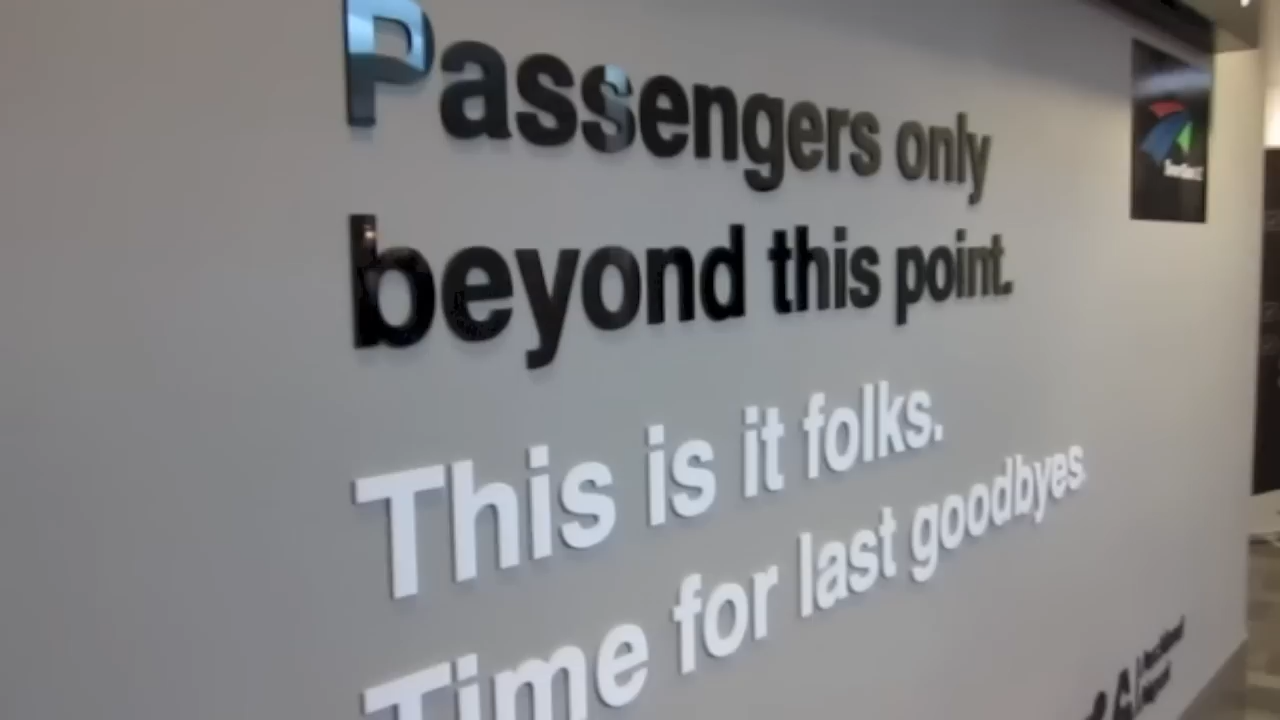 Passengers only
beyond this point.
This is it folks.
Time for last goodbyes.